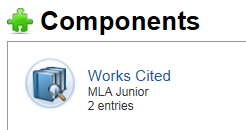 Components
Works Cited
MLA Junior
2 entries